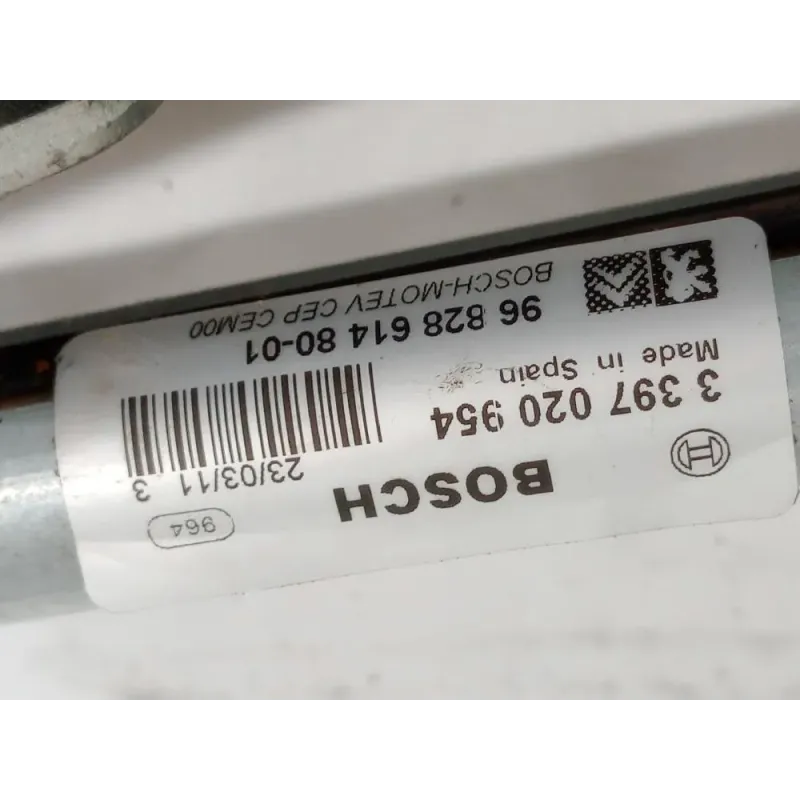 BOSCH
964
23/03/11 3
3 397 020 954
Made in Spain
96 828 614 80-01
BOSCH-MOTEV CEP CEM00